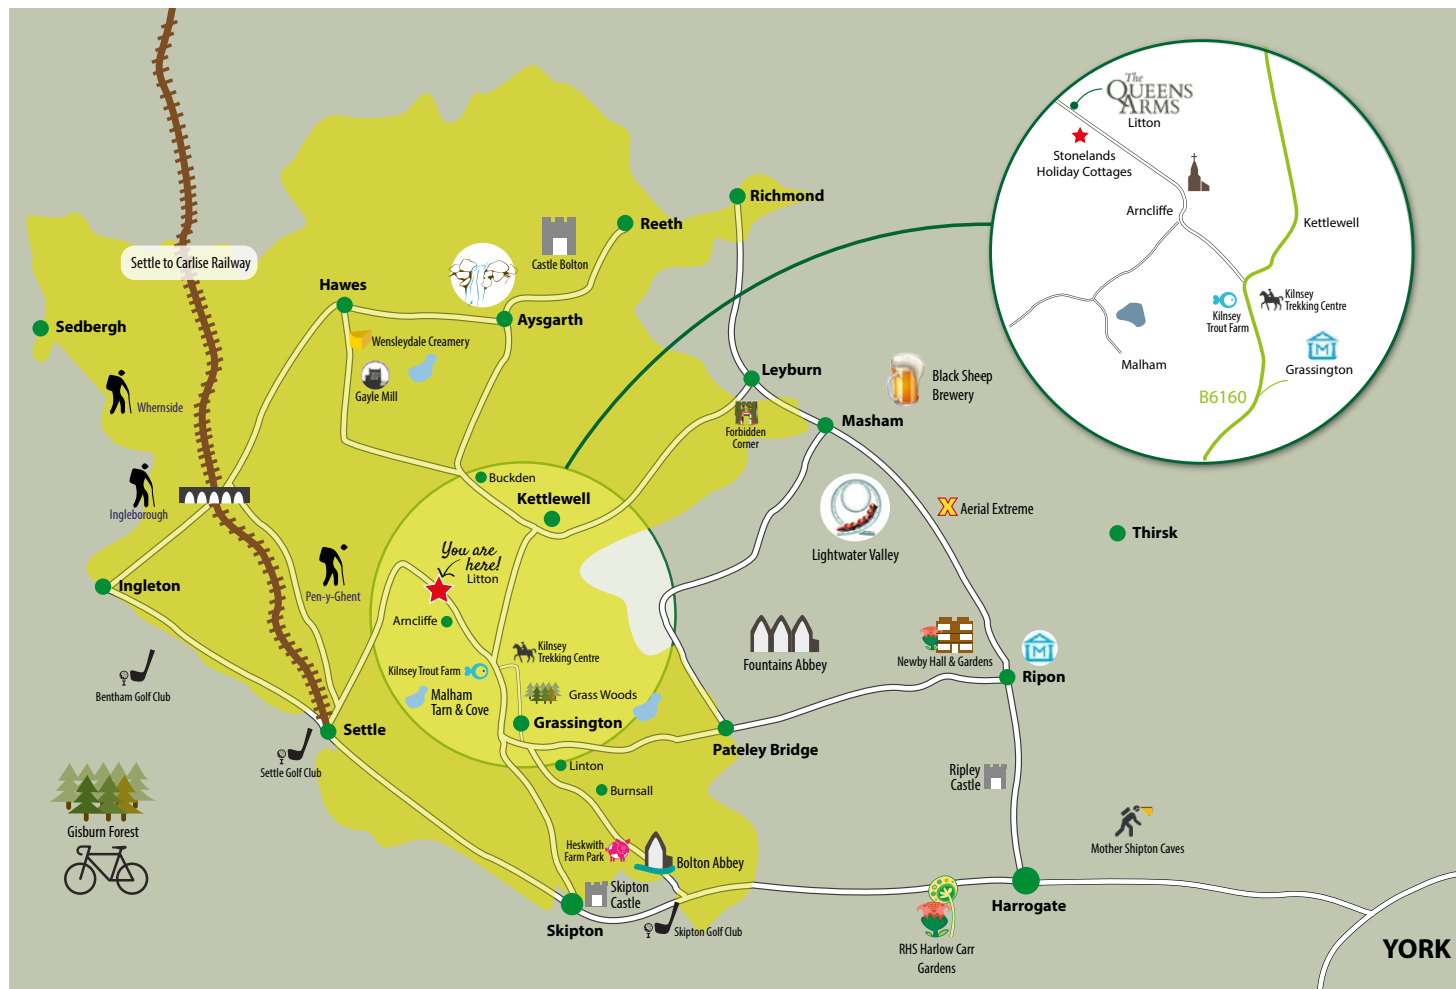 The
QUEENS
ARMS
Litton
Stonelands
Holiday Cottages
Arncliffe
Kettlewell
Kilnsey
Trekking Centre
Kilnsey
Trout Farm
Grassington
Malham
B6160
Richmond
Reeth
Castle Bolton
Settle to Carlise Railway
Hawes
Aysgarth
Sedbergh
Wensleydale Creamery
Gayle Mill
Whernside
Leyburn
Black Sheep
Brewery
Masham
Forbidden
Corner
Buckden
Kettlewell
Ingleborough
Aerial Extreme
Thirsk
Lightwater Valley
You are
here!
Litton
Ingleton
Pen-y-Ghent
Arncliffe
Kilnsey
Trekking Centre
Kilnsey Trout Farm
Fountains Abbey
Newby Hall & Gardens
Ripon
Bentham Golf Club
Malham
Tarn & Cove
Grass Woods
Grassington
Settle
Pateley Bridge
Settle Golf Club
Linton
Burnsall
Ripley
Castle
Gisburn Forest
Heskwith
Farm Park
Bolton Abbey
Mother Shipton Caves
Skipton
Castle
Skipton
Skipton Golf Club
Harrogate
RHS Harlow Carr
Gardens
YORK